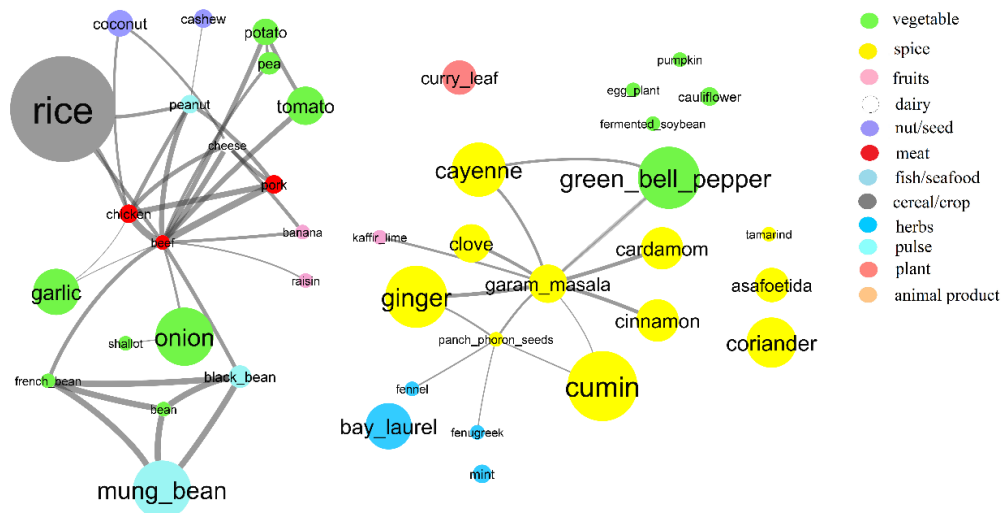 coconut
cashew
potato
pea
rice
peanut
tomato
cheese
pork
chicken
beef
banana
raisin
garlic
onion
shallot
french_bean
black_bean
bean
mung_bean
curry_leaf
pumpkin
egg_plant
cauliflower
fermented_soybean
cayenne
green_bell_pepper
kaffir_lime
clove
cardamom
tamarind
garam_masala
asafoetida
ginger
cinnamon
panch_phoron_seeds
coriander
fennel
cumin
bay_laurel
fenugreek
mint
vegetable
spice
fruits
dairy
nut/seed
meat
fish/seafood
cereal/crop
herbs
pulse
plant
animal product